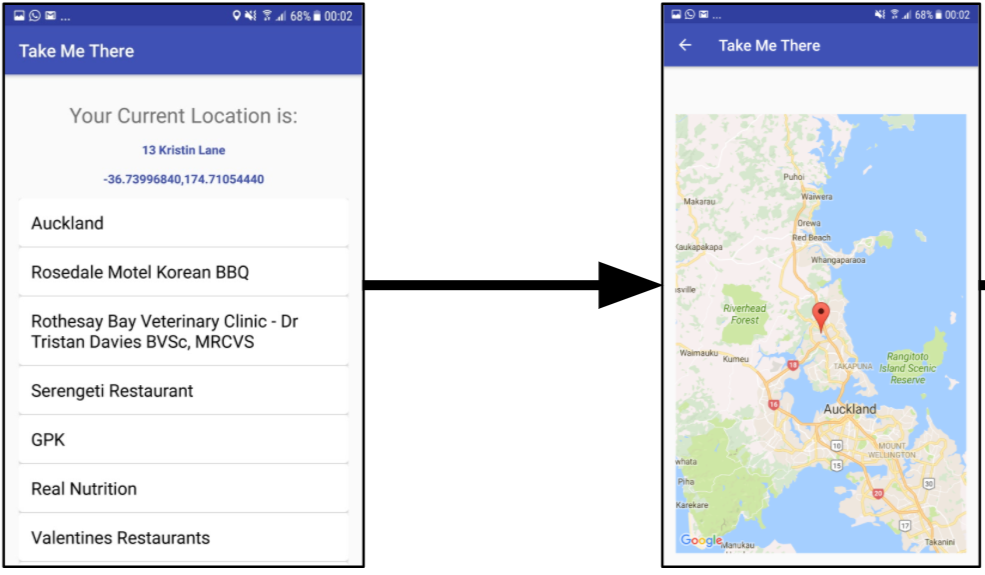 ... 68% 00:02
Take Me There
Your Current Location is:
13 Kristin Lane
-36.73996840,174.71054440
Auckland
Rosedale Motel Korean BBQ
Rothesay Bay Veterinary Clinic - Dr
Tristan Davies BVSc, MRCVS
Serengeti Restaurant
GPK
Real Nutrition
Valentines Restaurants
... 68% 00:02
Take Me There
Puhoi
Makarau
Waiwera
Orewa
Red Beach
Kaukapakapa
Whangaparaoa
sville
Riverhead
Forest
Waimauku
Kumeu
18
TAKAPUNA
Rangitoto
Island Scenic
Reserve
16
Auckland
10
MOUNT
WELLINGTON
whata
15
Piha
30
20
Karekare
17
Google
Manukau
Takanini